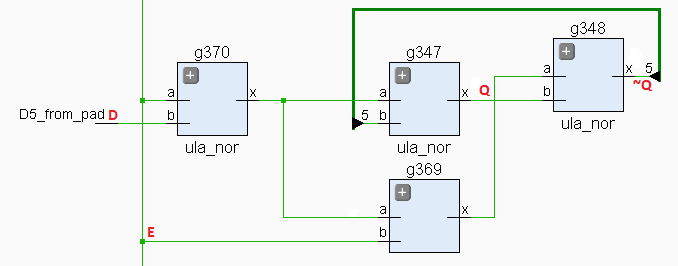 g348
g370
g347
a
x
5
~Q
b
a
x
a
x
Q
D5_from_pad
D
b
5
b
ula_nor
ula_nor
ula_nor
g369
a
x
E
b